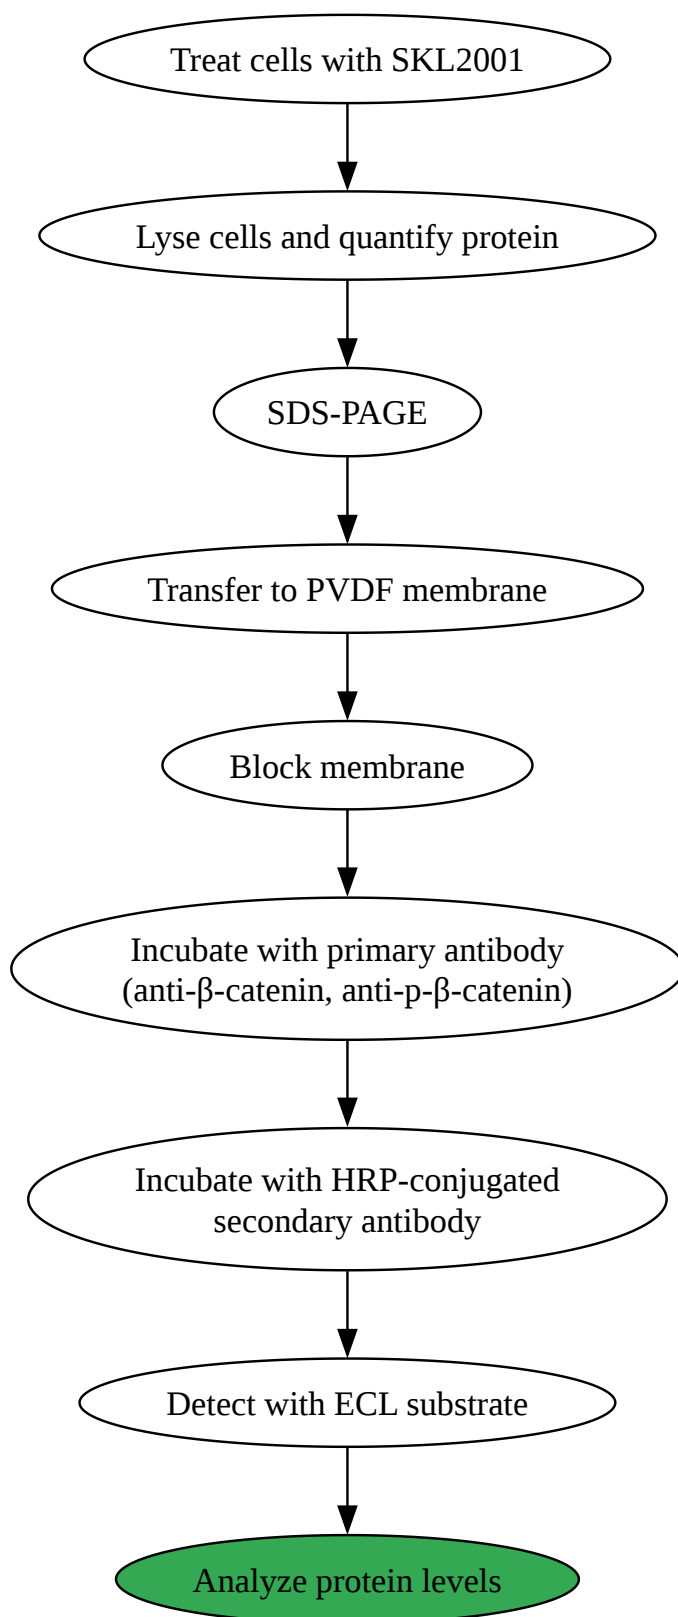 Treat cells with SKL2001
Lyse cells and quantify protein
SDS-PAGE
Transfer to PVDF membrane
Block membrane
Incubate with primary antibody
(anti-β-catenin, anti-p-β-catenin)
Incubate with HRP-conjugated
secondary antibody
Detect with ECL substrate
Analyze protein levels